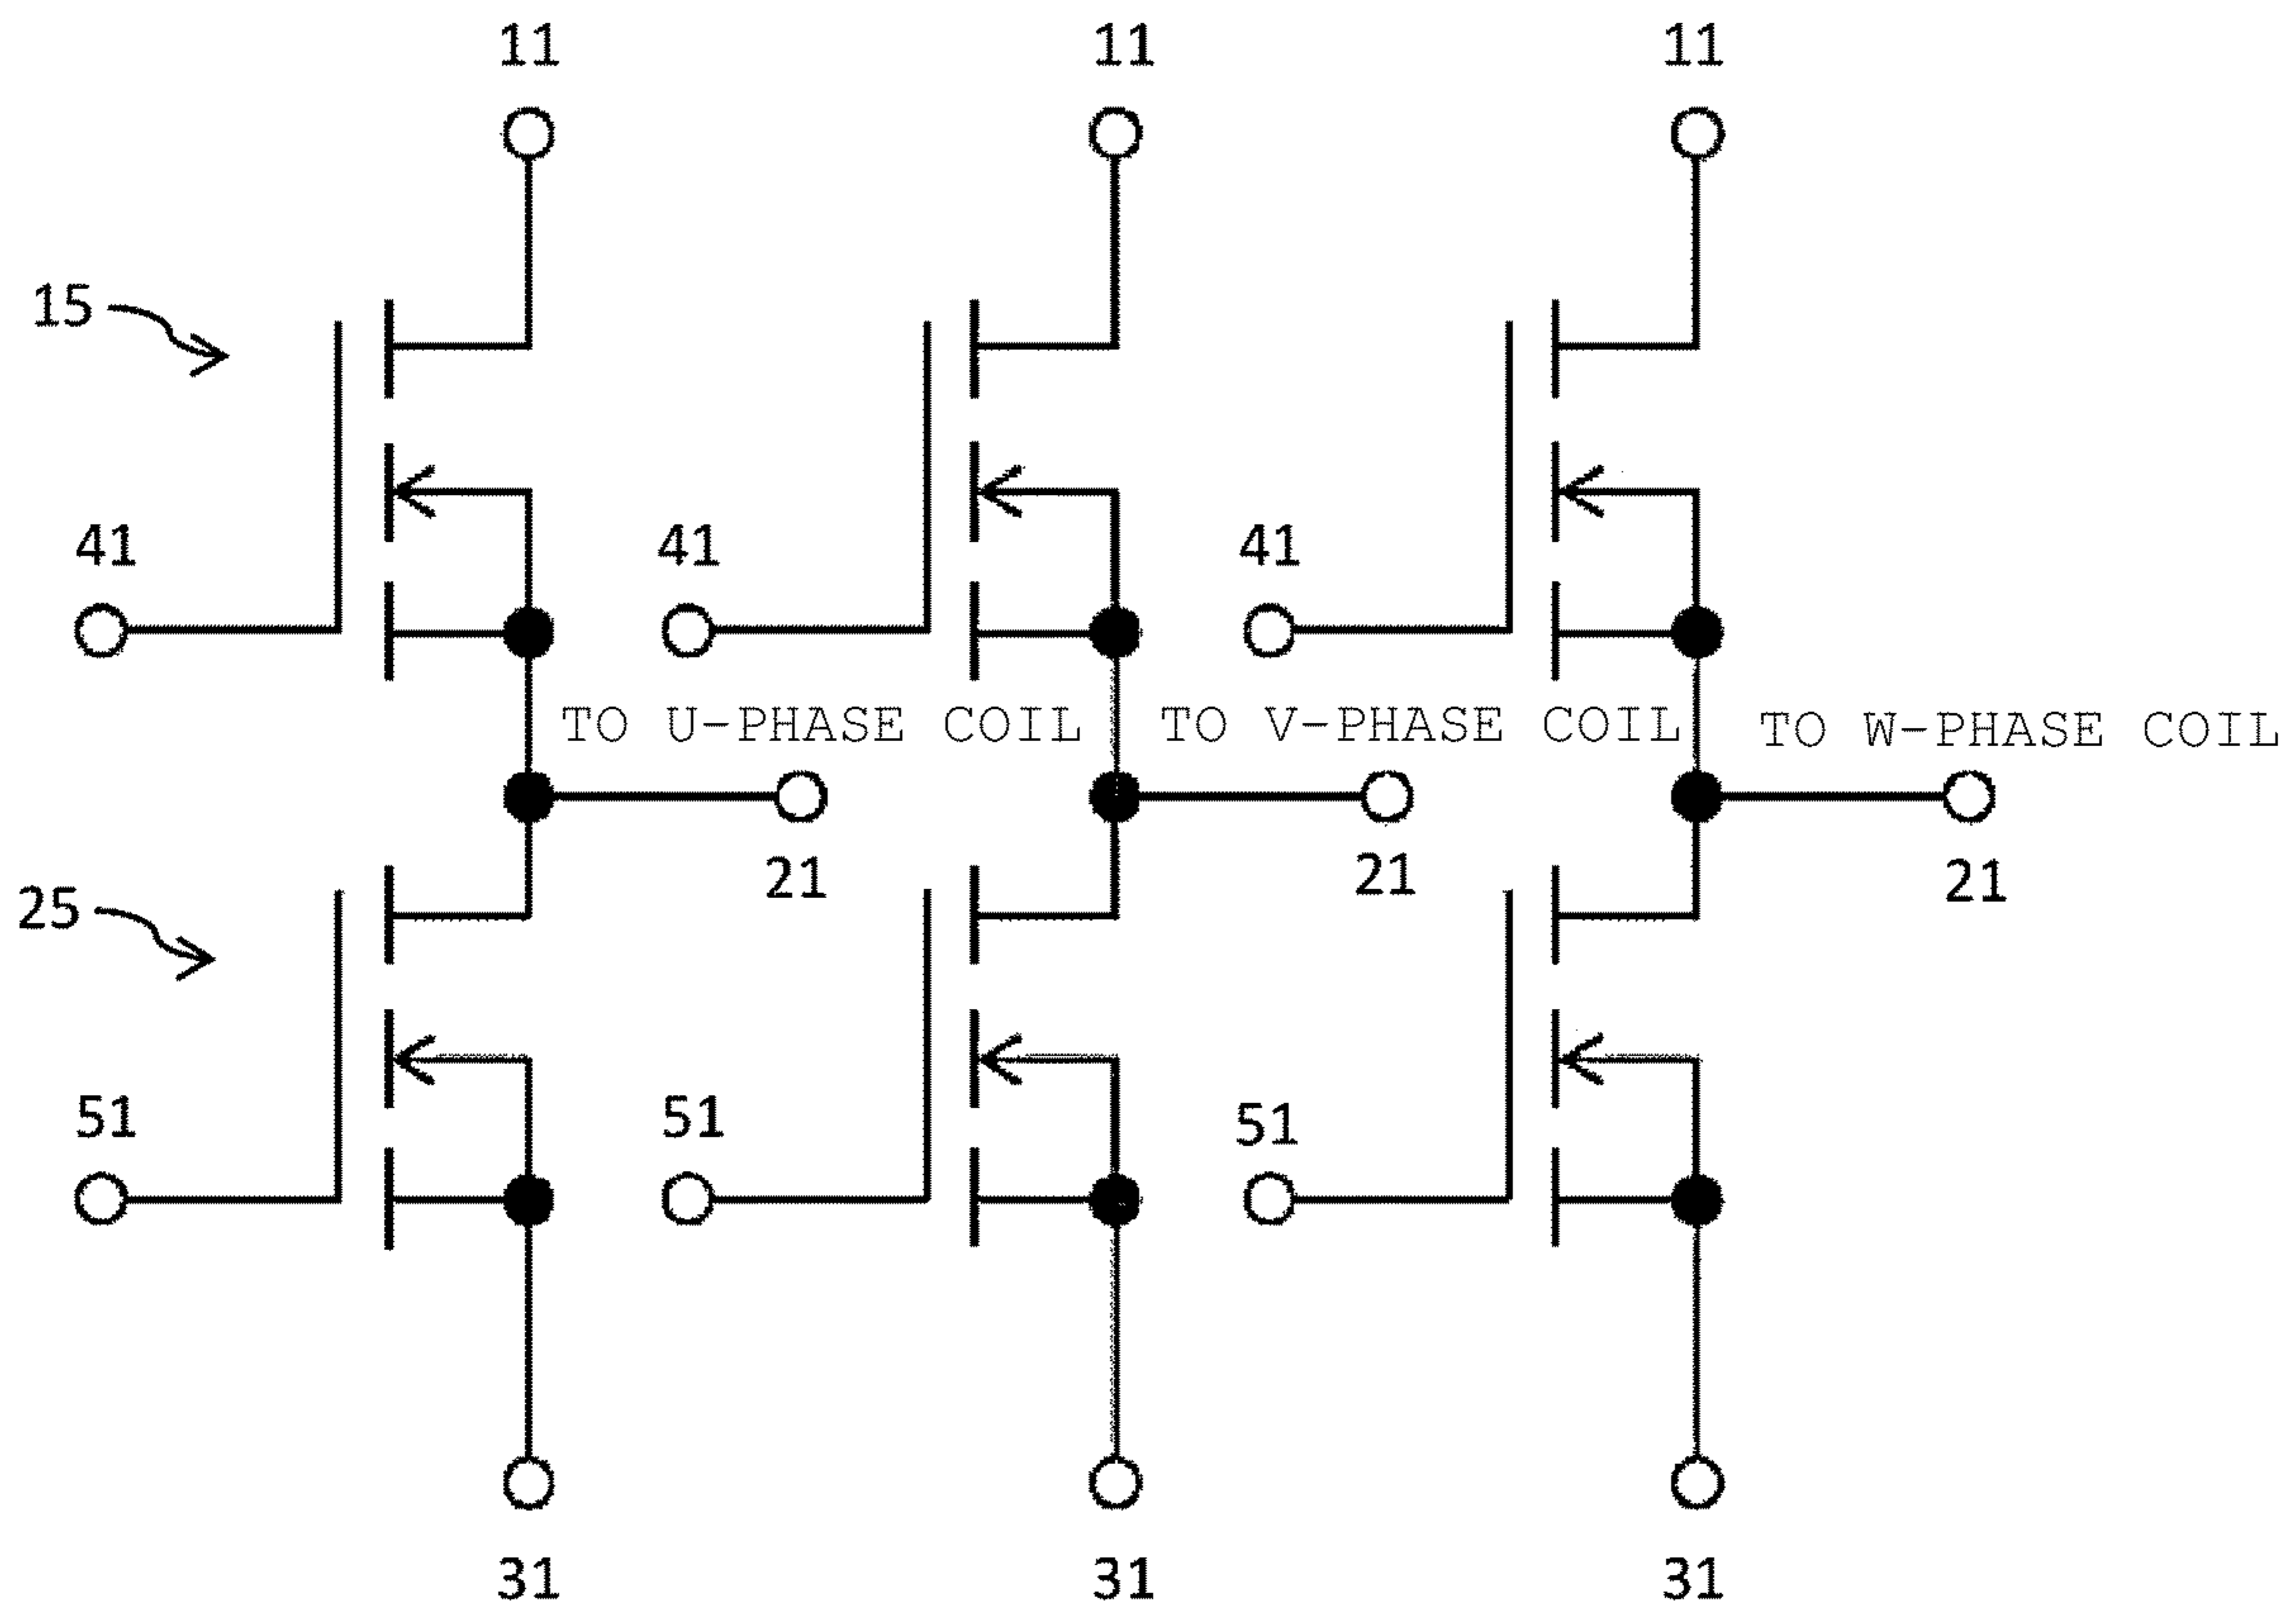 11 11 11
15
41 41 41
TO U-PHASE COIL TO V-PHASE COIL TO W-PHASE COIL
21 21 21
25
51 51 51
31 31 31